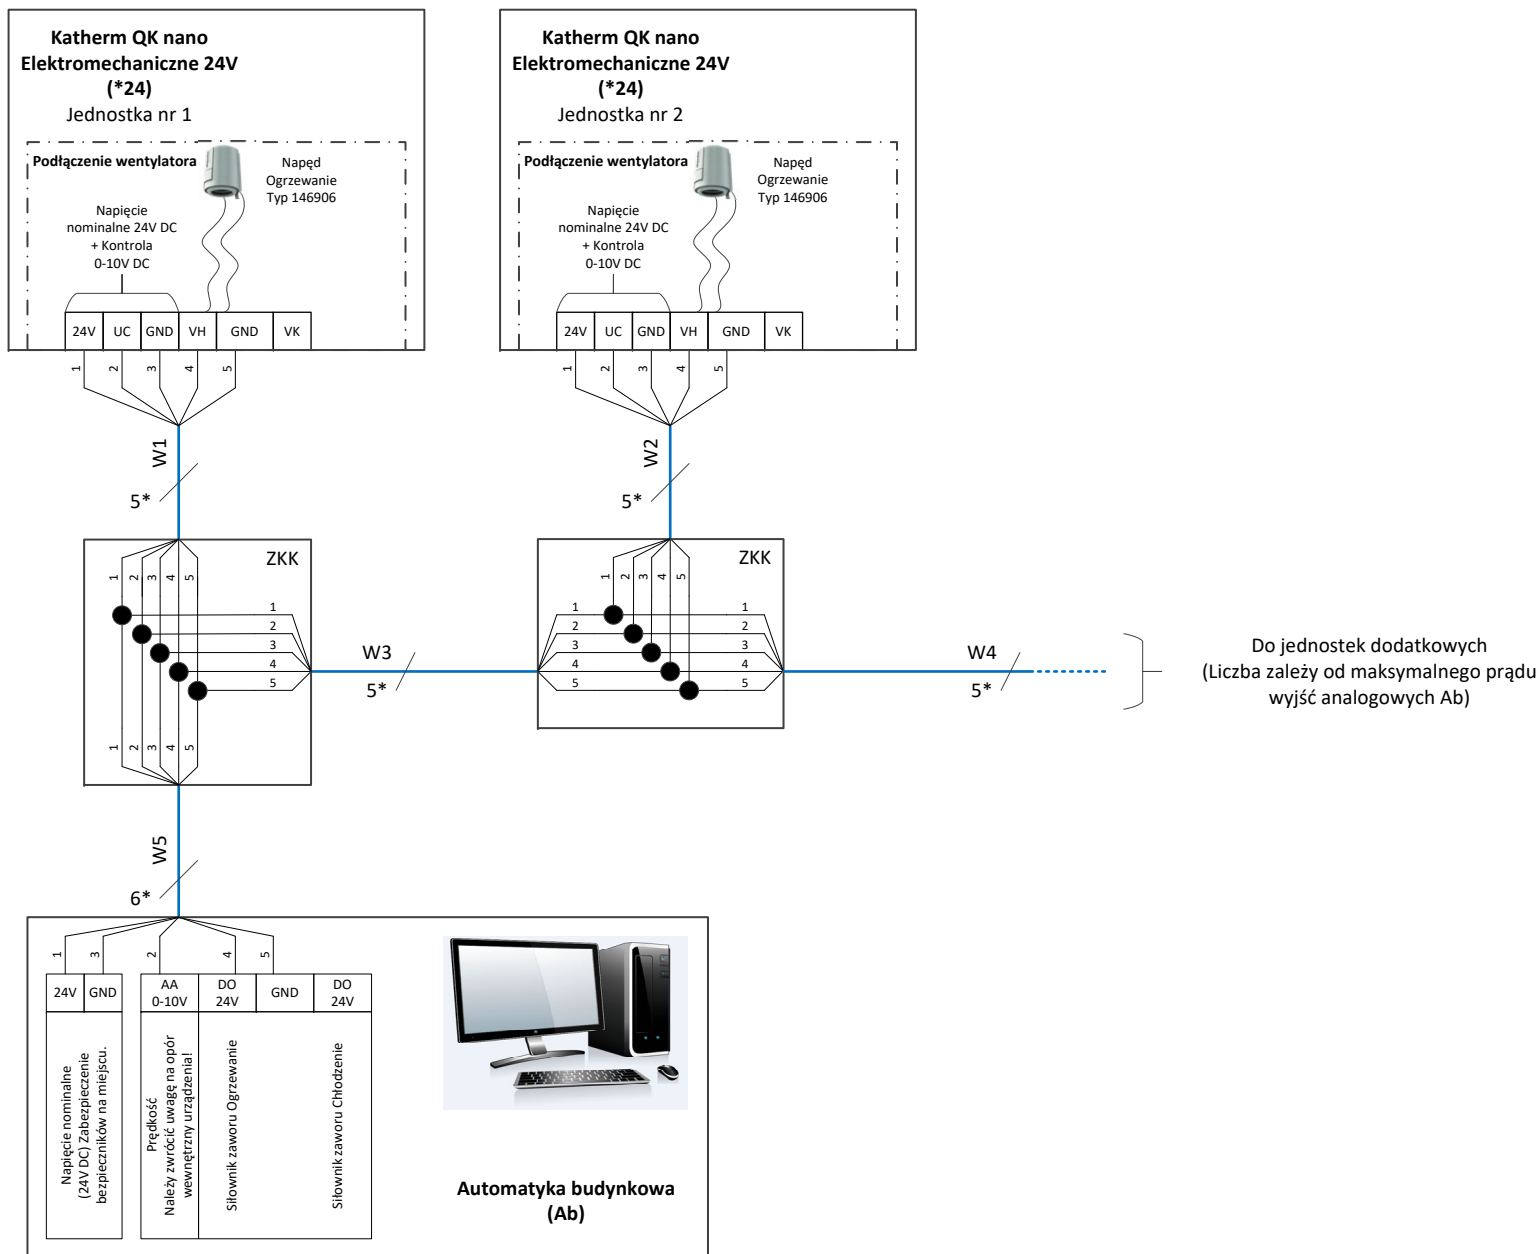 Katherm QK nano
Elektromechaniczne 24V
(*24)
Jednostka nr 1
Podłączenie wentylatora
Napęd
Ogrzewanie
Typ 146906
Napięcie
nominalne 24V DC
+ Kontrola
0-10V DC
24V UC GND VH GND VK
1 2 3 4 5
W1
5*
Katherm QK nano
Elektromechaniczne 24V
(*24)
Jednostka nr 2
Podłączenie wentylatora
Napęd
Ogrzewanie
Typ 146906
Napięcie
nominalne 24V DC
+ Kontrola
0-10V DC
24V UC GND VH GND VK
1 2 3 4 5
W2
5*
ZKK
1 2 3 4 5
1
2
3
4
5
1 2 3 4 5
W3
5*
ZKK
1 2 3 4 5
1
2
3
4
5
1
2
3
4
5
W4
5*
Do jednostek dodatkowych
(Liczba zależy od maksymalnego prądu
wyjść analogowych Ab)
W5
6*
1 3 2 4 5
24V GND
AA
0-10V
DO
24V
GND
DO
24V
Napięcie nominalne
(24V DC) Zabezpieczenie
bezpieczników na miejscu.
Prędkość
Należy zwrócić uwagę na opór
wewnętrzny urządzenia!
Siłownik zaworu Ogrzewanie
Siłownik zaworu Chłodzenie
Automatyka budynkowa
(Ab)